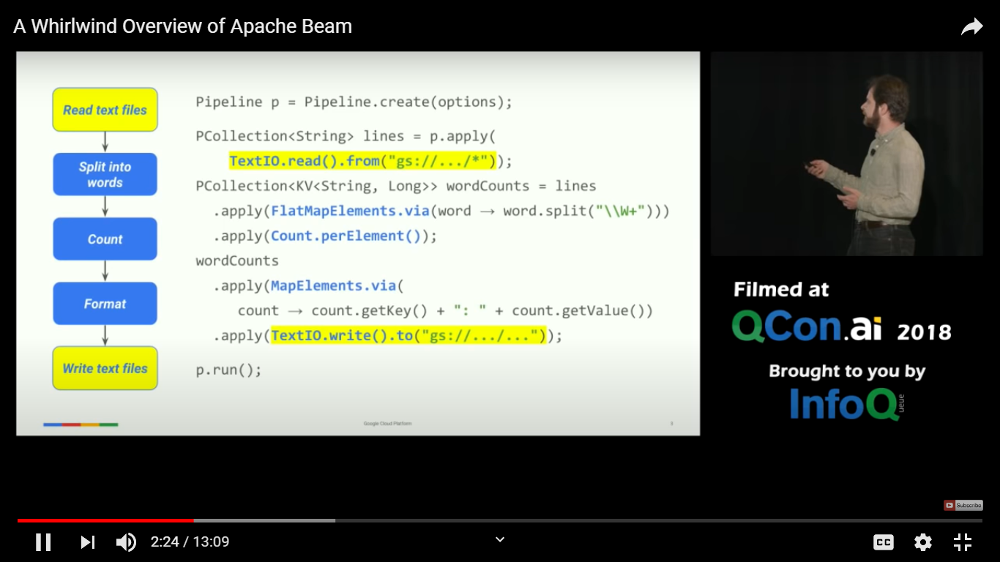 A Whirlwind Overview of Apache Beam
Read text files
Split into
words
Count
Format
Write text files
Pipeline p = Pipeline.create(options);
PCollection<String> lines = p.apply(
TextIO.read().from("gs://.../*"));
PCollection<KV<String, Long>> wordCounts = lines
.apply(FlatMapElements.via(word → word.split("\\W+")))
.apply(Count.perElement());
wordCounts
.apply(MapElements.via(
count → count.getKey() + ": " + count.getValue())
.apply(TextIO.write().to("gs://.../..."));
p.run();
Google Cloud Platform
Filmed at
QCon.ai 2018
Brought to you by
InfoQueue
Subscribe
2:24 / 13:09
CC